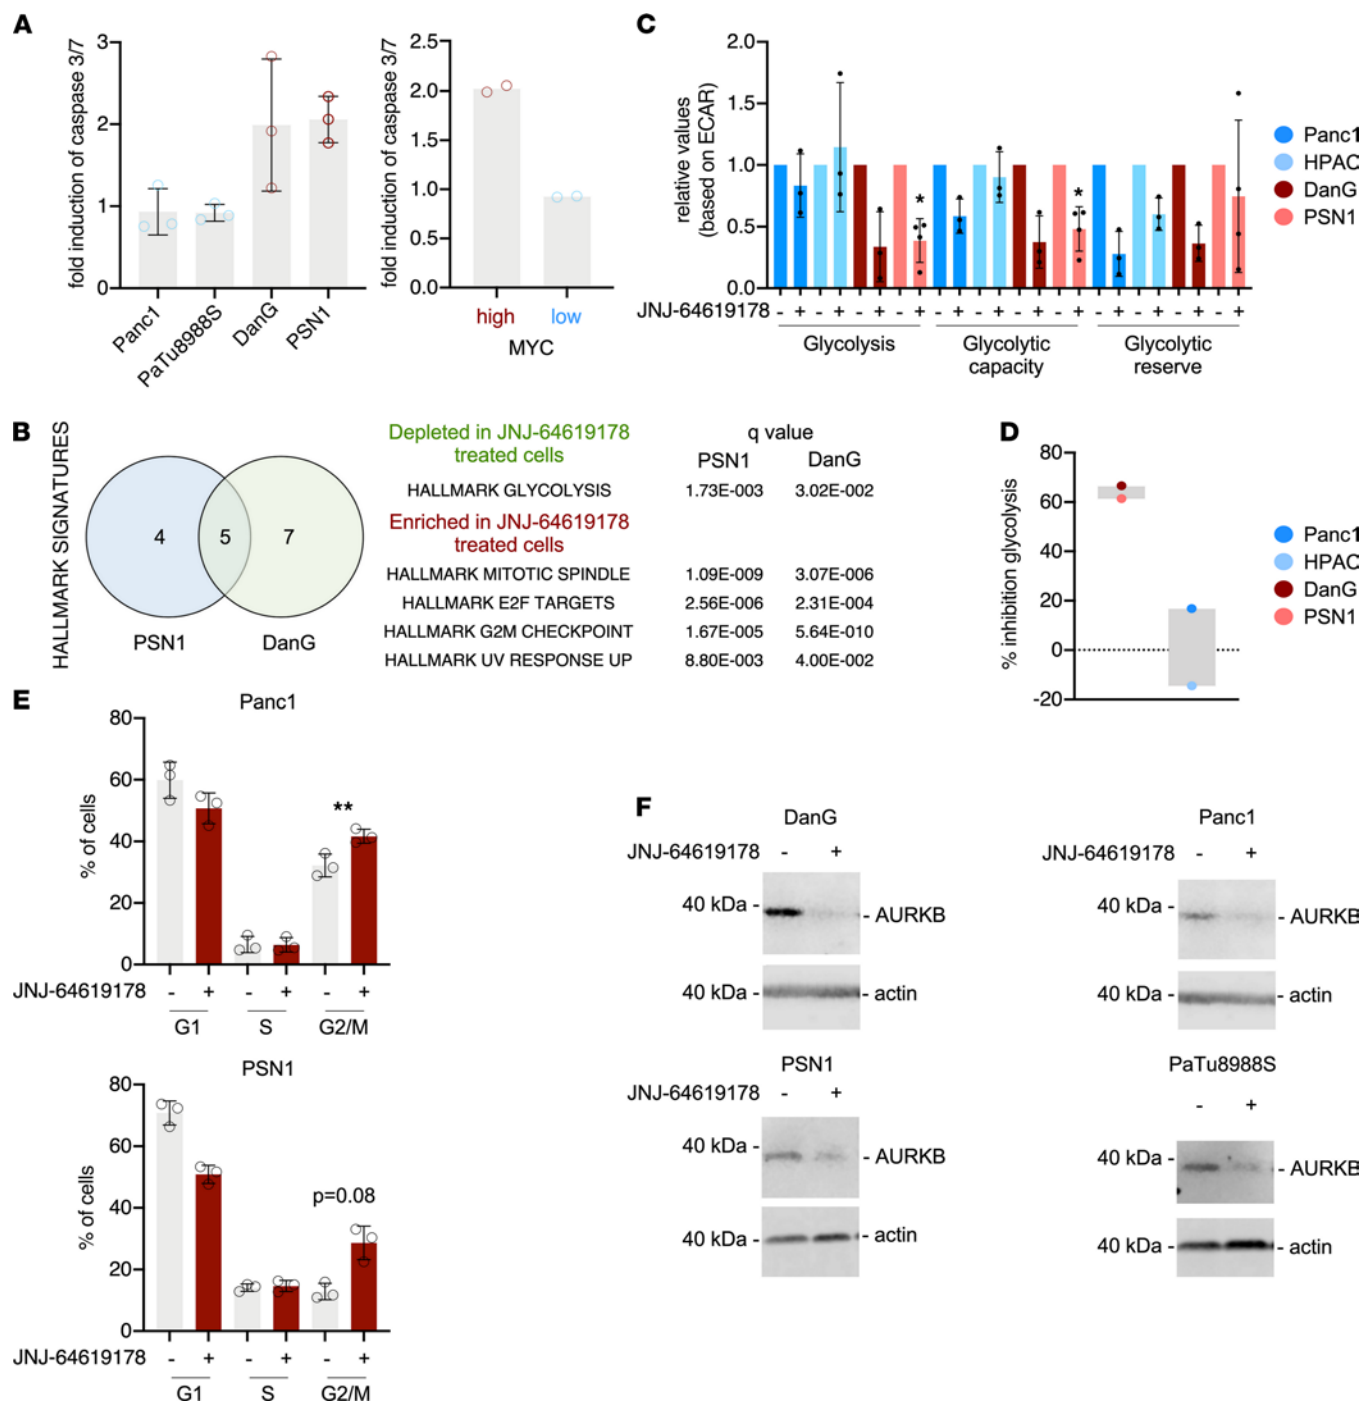 A
fold induction of caspase 3/7
3
2
1
0
Panc1
PaTu8988S
DanG
PSN1
fold induction of caspase 3/7
2.5
2.0
1.5
1.0
0.5
0.0
high
low
MYC
C
relative values
(based on ECAR)
2.0
1.5
1.0
0.5
0.0
*
*
JNJ-64619178 - + - + - + - + - + - + - + - + - + - + - + - +
Glycolysis
Glycolytic
capacity
Glycolytic
reserve
Panc1
HPAC
DanG
PSN1
B
HALLMARK SIGNATURES
4
5
7
PSN1
DanG
Depleted in JNJ-64619178
treated cells
q value
PSN1 DanG
HALLMARK GLYCOLYSIS 1.73E-003 3.02E-002
Enriched in JNJ-64619178
treated cells
HALLMARK MITOTIC SPINDLE 1.09E-009 3.07E-006
HALLMARK E2F TARGETS 2.56E-006 2.31E-004
HALLMARK G2M CHECKPOINT 1.67E-005 5.64E-010
HALLMARK UV RESPONSE UP 8.80E-003 4.00E-002
D
% inhibition glycolysis
80
60
40
20
0
-20
Panc1
HPAC
DanG
PSN1
E
Panc1
% of cells
80
60
40
20
0
**
JNJ-64619178 - + - + - +
G1 S G2/M
PSN1
% of cells
80
60
40
20
0
p=0.08
JNJ-64619178 - + - + - +
G1 S G2/M
F
DanG
JNJ-64619178 - +
40 kDa - - AURKB
40 kDa - - actin
Panc1
JNJ-64619178 - +
40 kDa - - AURKB
40 kDa - - actin
PSN1
JNJ-64619178 - +
40 kDa - - AURKB
40 kDa - - actin
PaTu8988S
- +
40 kDa - - AURKB
40 kDa - - actin